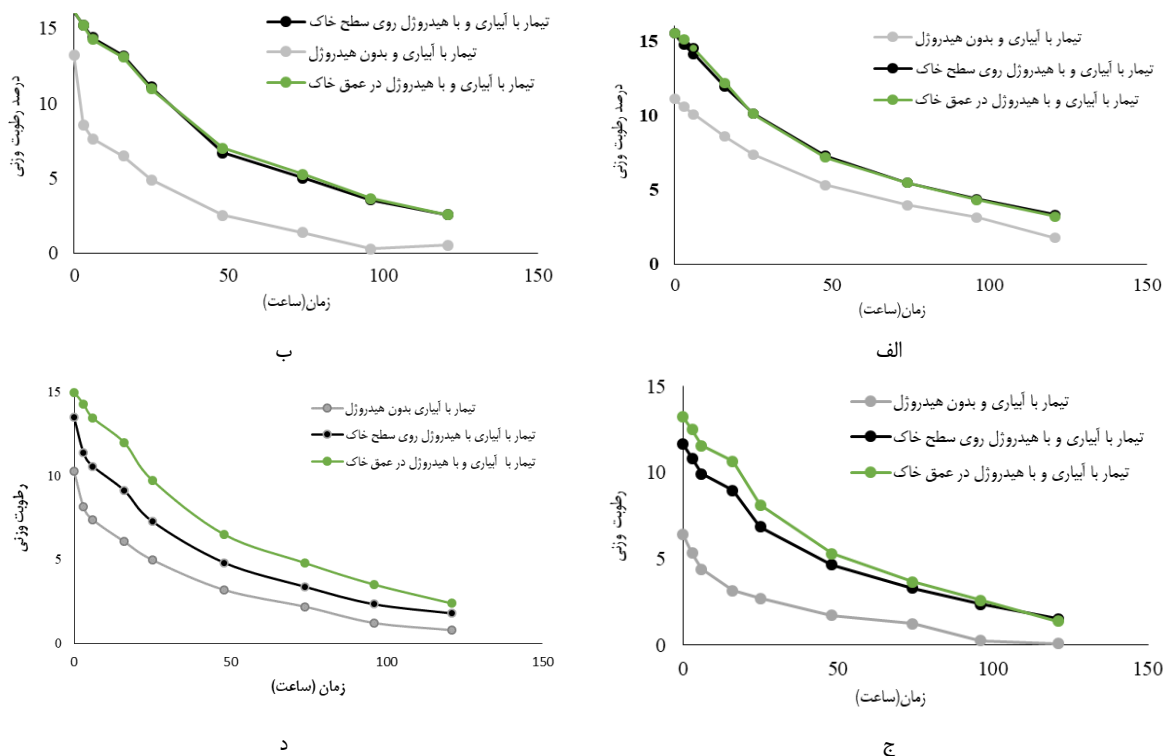 تیمار با آبیاری و بدون هیدروژل
تیمار با آبیاری و با هیدروژل روی سطح خاک
تیمار با آبیاری و با هیدروژل در عمق خاک
درصد رطوبت وزنی
15
10
5
0
0 50 100 150
زمان(ساعت)
الف
تیمار با آبیاری و با هیدروژل روی سطح خاک
تیمار با آبیاری و بدون هیدروژل
تیمار با آبیاری و با هیدروژل در عمق خاک
درصد رطوبت وزنی
15
10
5
0
0 50 100 150
زمان(ساعت)
ب
تیمار با آبیاری و بدون هیدروژل
تیمار با آبیاری و با هیدروژل روی سطح خاک
تیمار با آبیاری و با هیدروژل در عمق خاک
رطوبت وزنی
15
10
5
0
0 50 100 150
زمان(ساعت)
ج
تیمار با آبیاری بدون هیدروژل
تیمار با آبیاری با هیدروژل روی سطح خاک
تیمار با آبیاری و با هیدروژل در عمق خاک
رطوبت وزنی
15
10
5
0
0 50 100 150
زمان (ساعت)
د